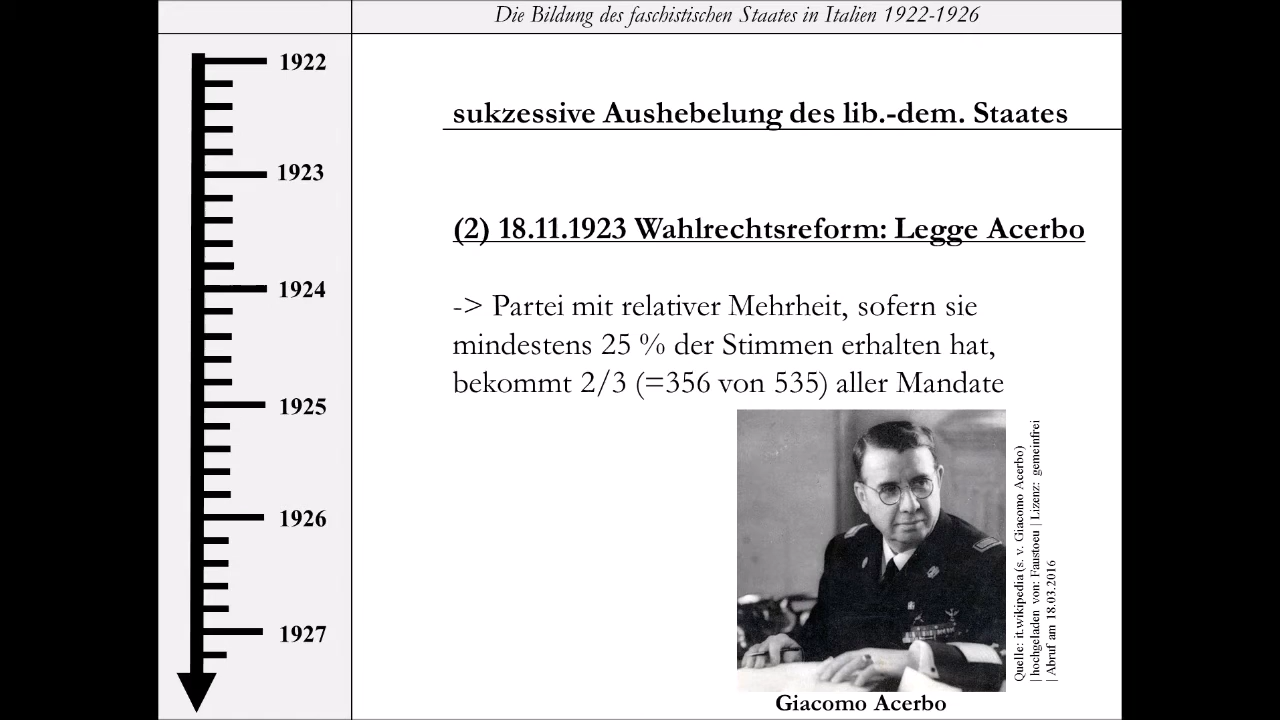 Die Bildung des faschistischen Staates in Italien 1922-1926
1922
1923
1924
1925
1926
1927
sukzessive Aushebelung des lib.-dem. Staates
(2) 18.11.1923 Wahlrechtsreform: Legge Acerbo
-> Partei mit relativer Mehrheit, sofern sie
mindestens 25 % der Stimmen erhalten hat,
bekommt 2/3 (=356 von 535) aller Mandate
Quelle: it.wikipedia (s. v. Giacomo Acerbo)
| hochgeladen von: Faustoeu | Lizenz: gemeinfrei
| Abruf am 18.03.2016
Giacomo Acerbo